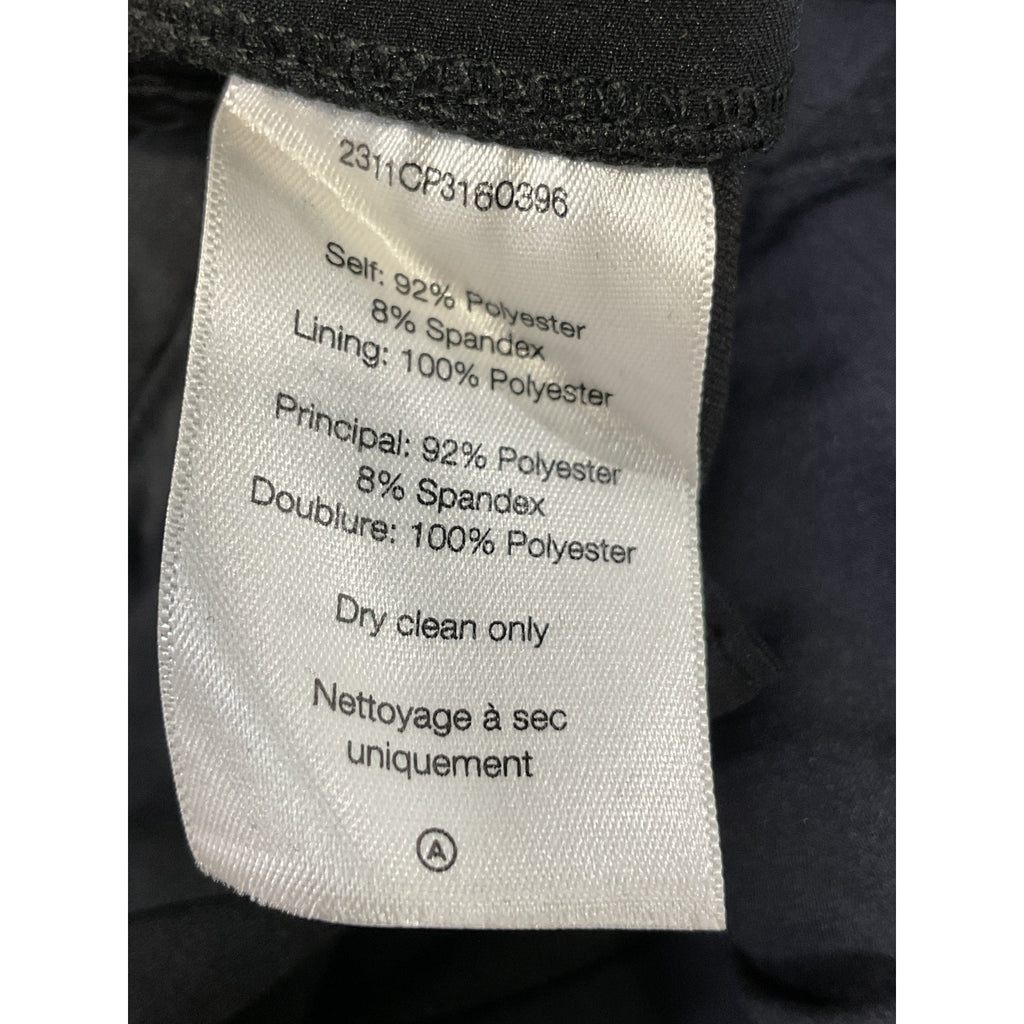 2311CP3160396
Self: 92% Polyester
8% Spandex
Lining: 100% Polyester
Principal: 92% Polyester
8% Spandex
Doublure: 100% Polyester
Dry clean only
Nettoyage à sec
uniquement
A